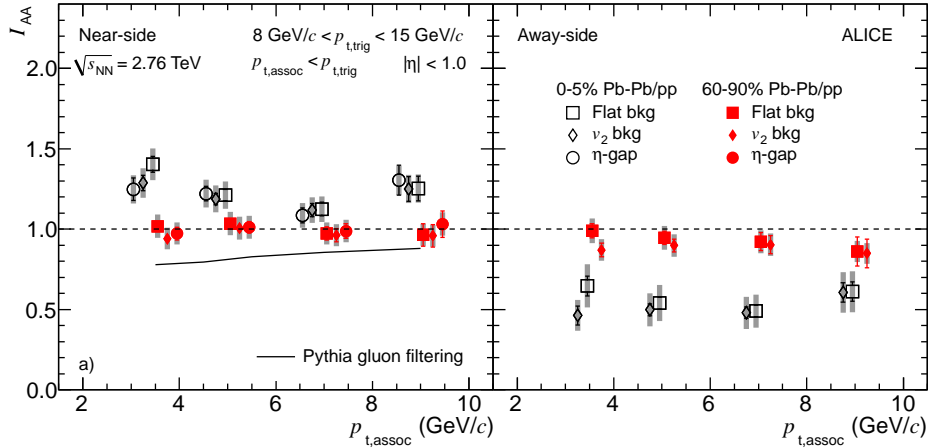 I_AA
Near-side
8 GeV/c < p_t,trig < 15 GeV/c
√s_NN = 2.76 TeV
p_t,assoc < p_t,trig
|η| < 1.0
2.0
1.5
1.0
0.5
0.0
Pythia gluon filtering
a)
2 4 6 8 10
p_t,assoc (GeV/c)
Away-side
ALICE
0-5% Pb-Pb/pp
Flat bkg
v_2 bkg
η-gap
60-90% Pb-Pb/pp
Flat bkg
v_2 bkg
η-gap
2 4 6 8 10
p_t,assoc (GeV/c)